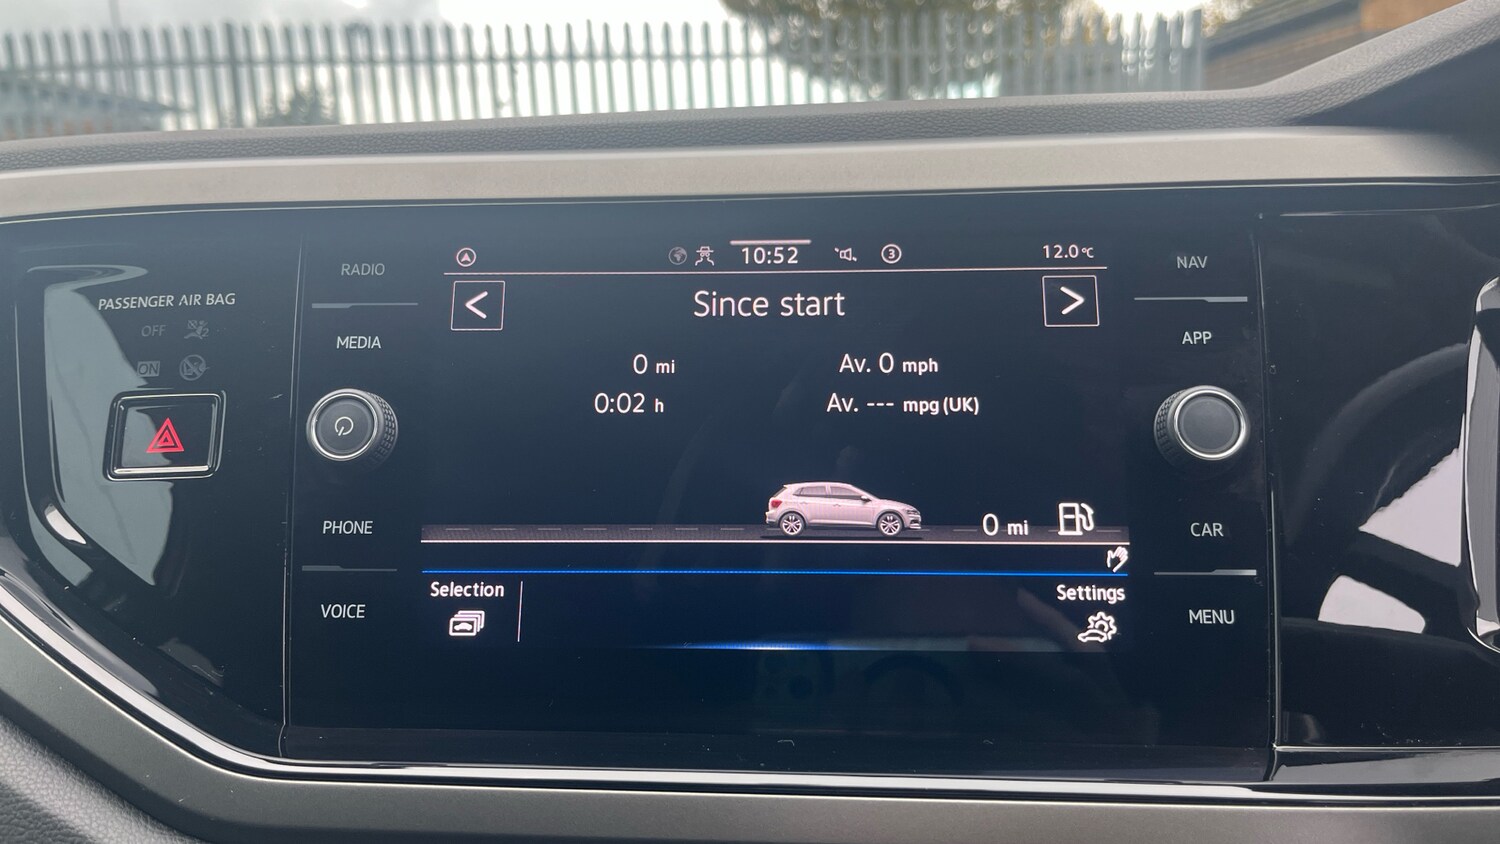 PASSENGER AIR BAG
OFF
ON
RADIO
MEDIA
PHONE
VOICE
10:52
3
12.0°C
< Since start >
0 mi
Av. 0 mph
0:02 h
Av. --- mpg (UK)
0 mi
Selection
Settings
NAV
APP
CAR
MENU